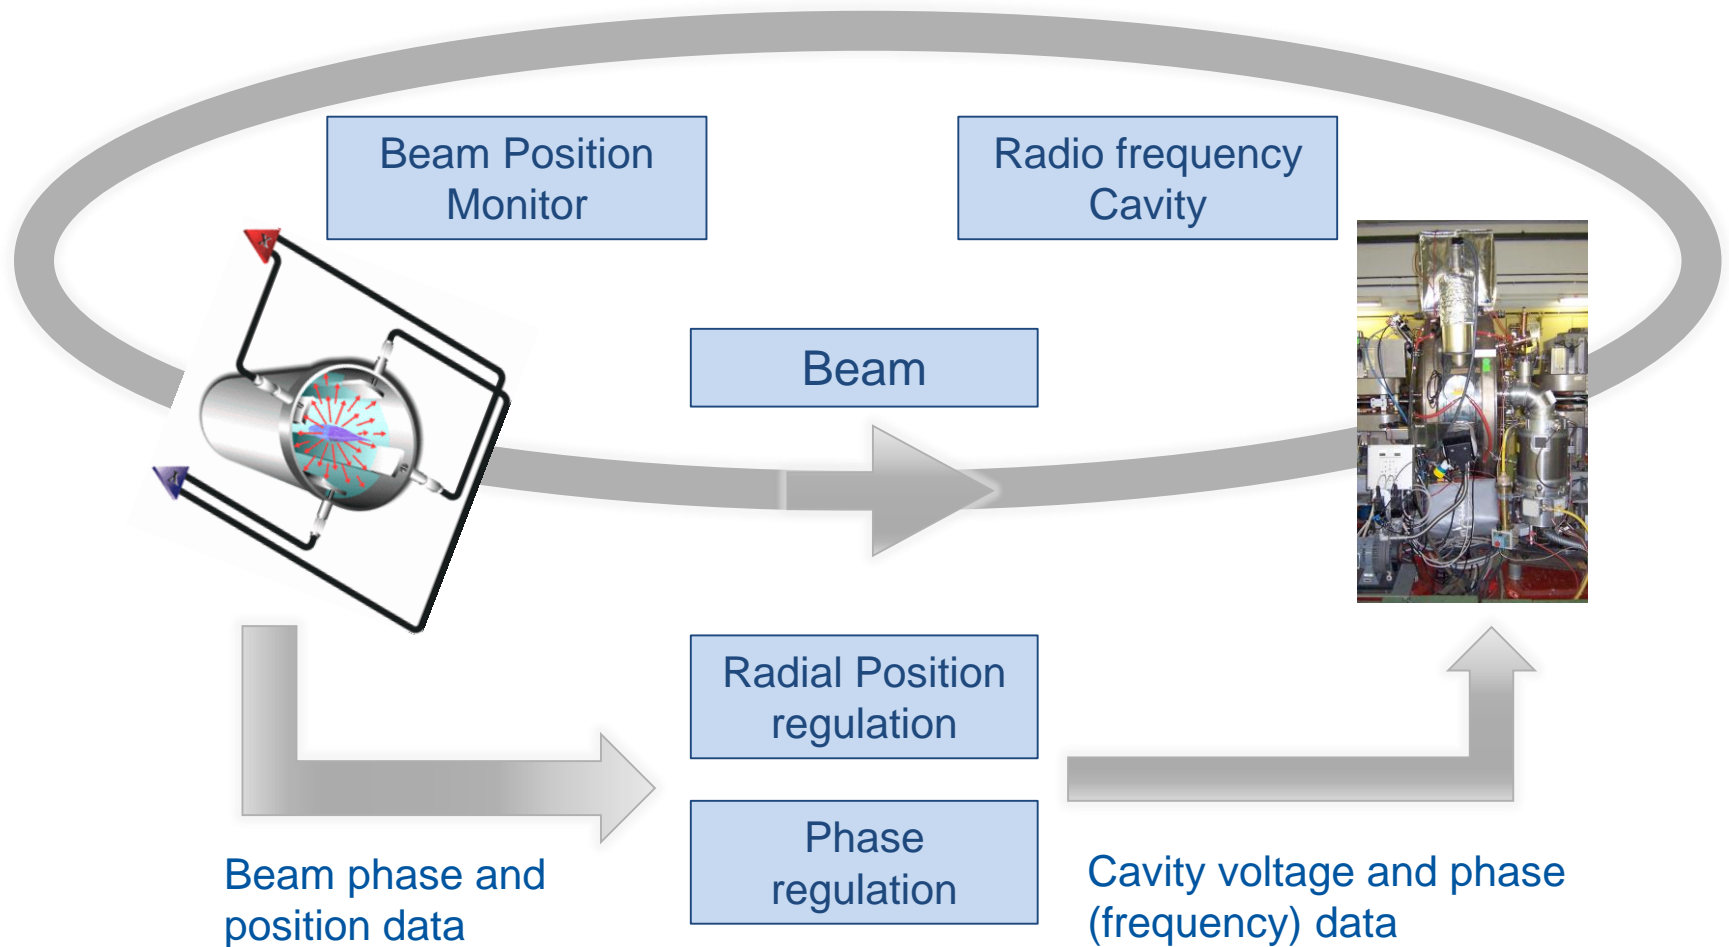 Beam Position
Monitor
Radio frequency
Cavity
Beam
Radial Position
regulation
Phase
regulation
Beam phase and
position data
Cavity voltage and phase
(frequency) data